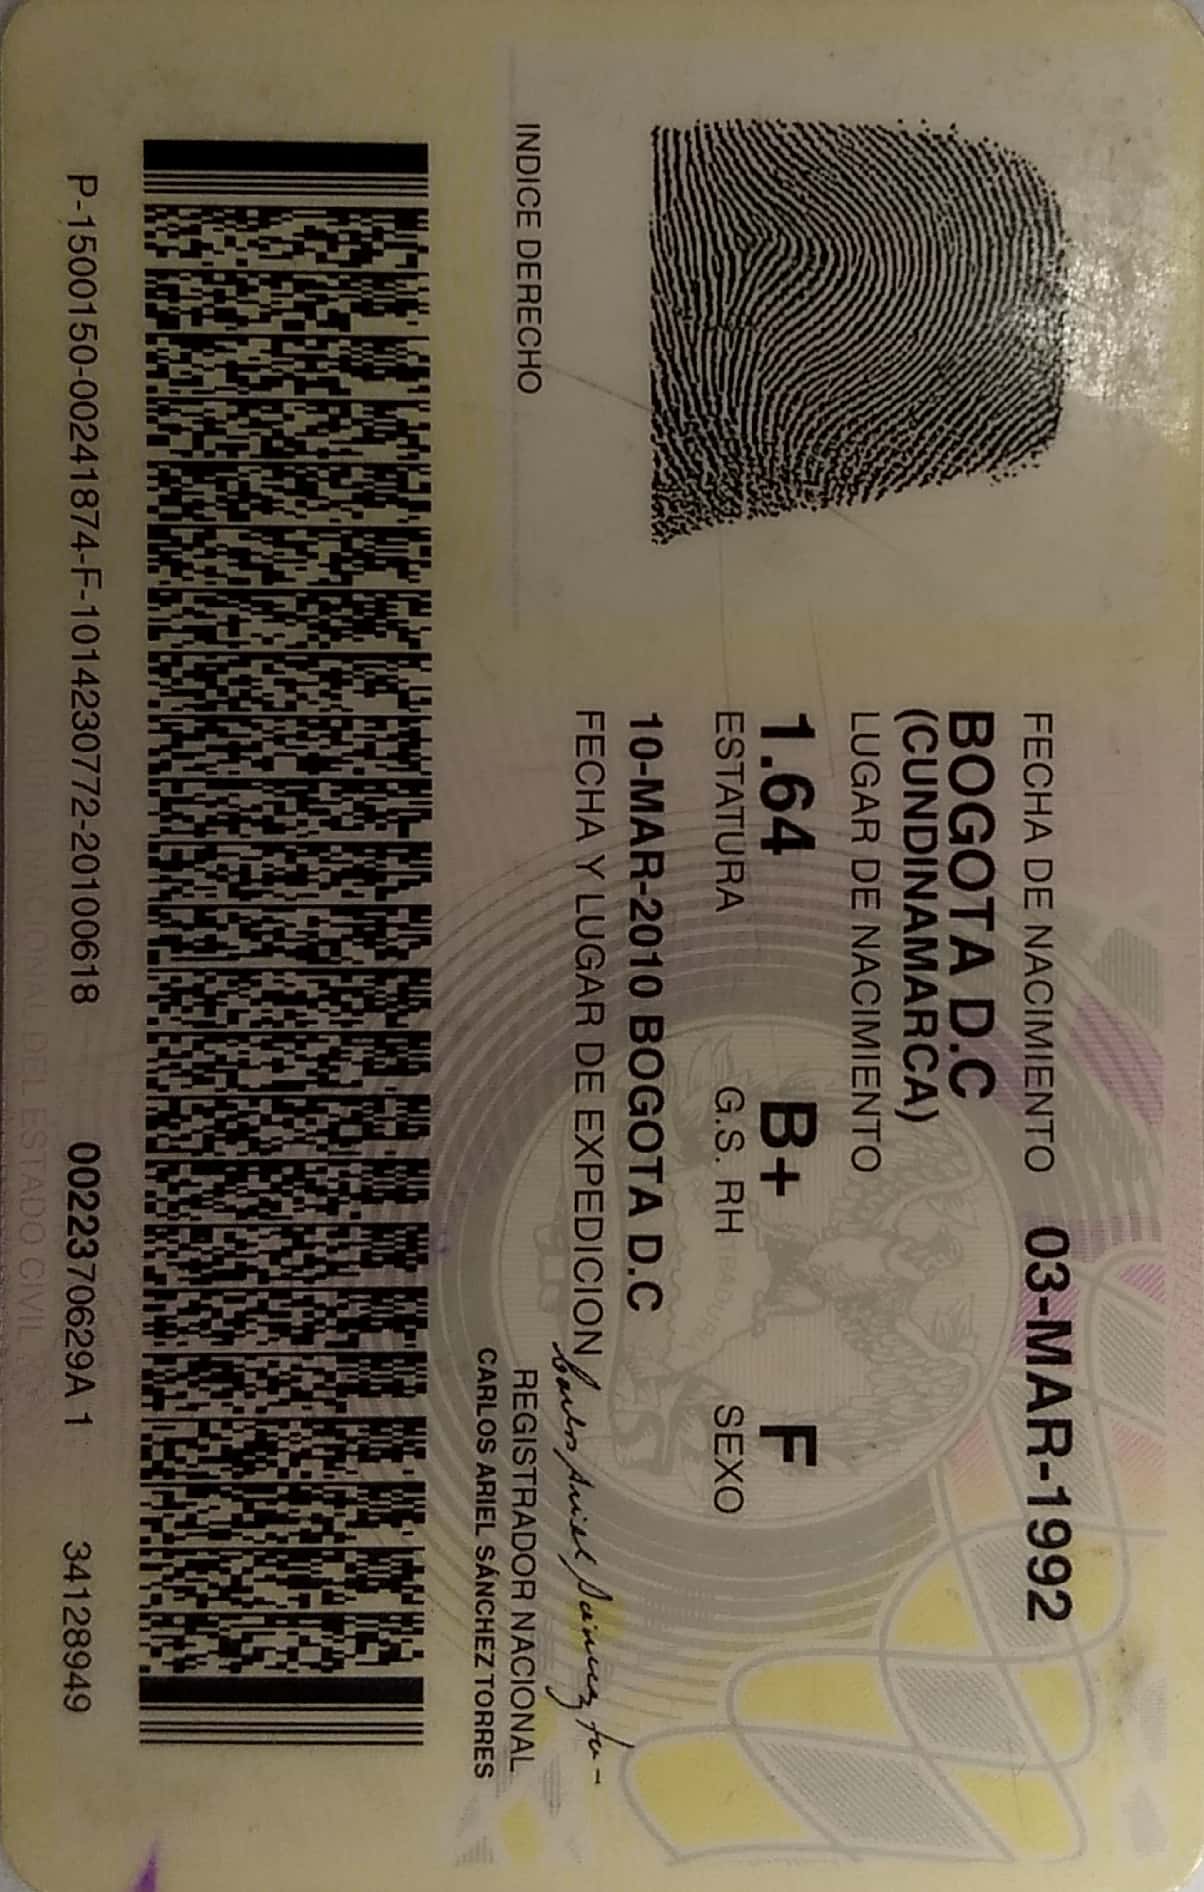 FECHA DE NACIMIENTO 03-MAR-1992
BOGOTA D.C
(CUNDINAMARCA)
LUGAR DE NACIMIENTO
1.64 B+ F
ESTATURA G.S. RH SEXO
10-MAR-2010 BOGOTA D.C
FECHA Y LUGAR DE EXPEDICION
INDICE DERECHO
REGISTRADOR NACIONAL
CARLOS ARIEL SÁNCHEZ TORRES
P-1500150-00241874-F-1014230772-20100618 0022370629A 1 34128949
NACIONAL DEL ESTADO CIVIL